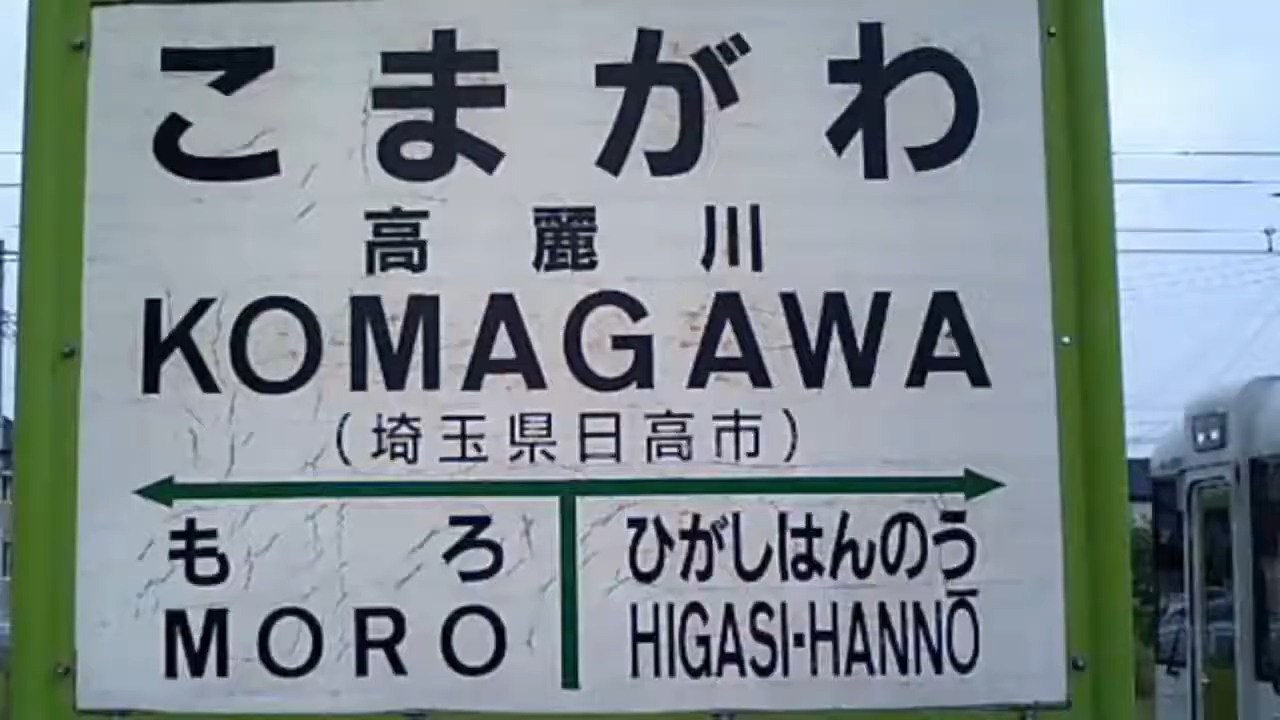 こまがわ
高麗川
KOMAGAWA
(埼玉県日高市)
もろ ひがしはんのう
MORO HIGASI-HANNŌ